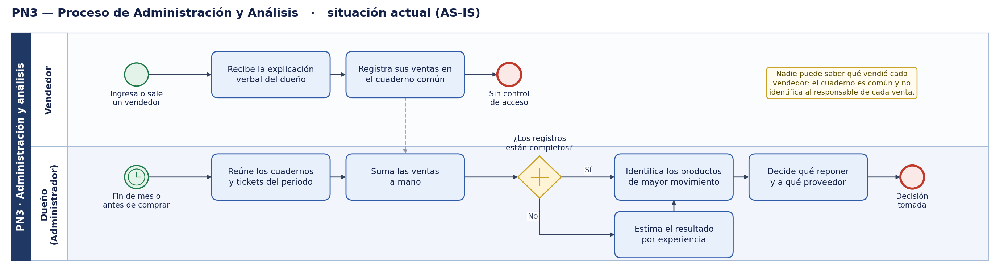 PN3 — Proceso de Administración y Análisis · situación actual (AS-IS)
PN3 · Administración y análisis
Vendedor
Ingresa o sale
un vendedor
Recibe la explicación
verbal del dueño
Registra sus ventas en
el cuaderno común
Sin control
de acceso
Nadie puede saber qué vendió cada
vendedor: el cuaderno es común y no
identifica al responsable de cada venta.
Dueño
(Administrador)
Fin de mes o
antes de comprar
Reúne los cuadernos
y tickets del periodo
Suma las ventas
a mano
¿Los registros
están completos?
Sí
No
Identifica los productos
de mayor movimiento
Decide qué reponer
y a qué proveedor
Decisión
tomada
Estima el resultado
por experiencia